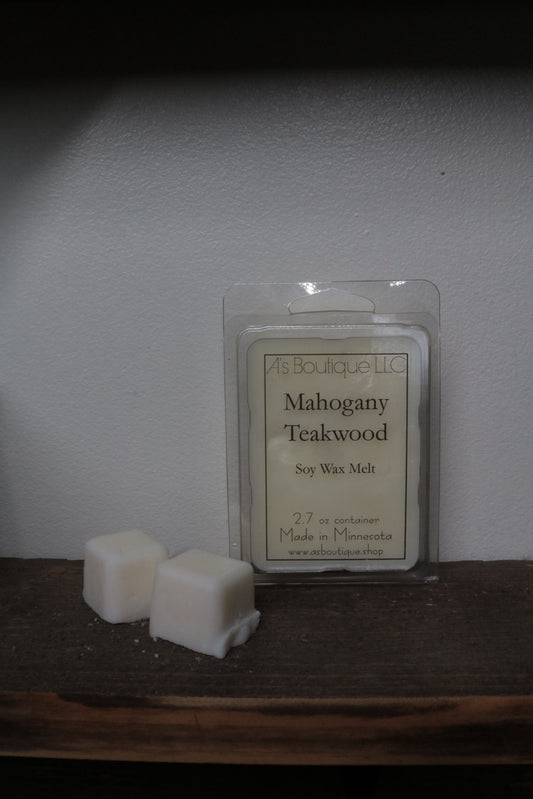 A's Boutique LLC
Mahogany
Teakwood
Soy Wax Melt
2.7 oz container
Made in Minnesota
www.asboutique.shop